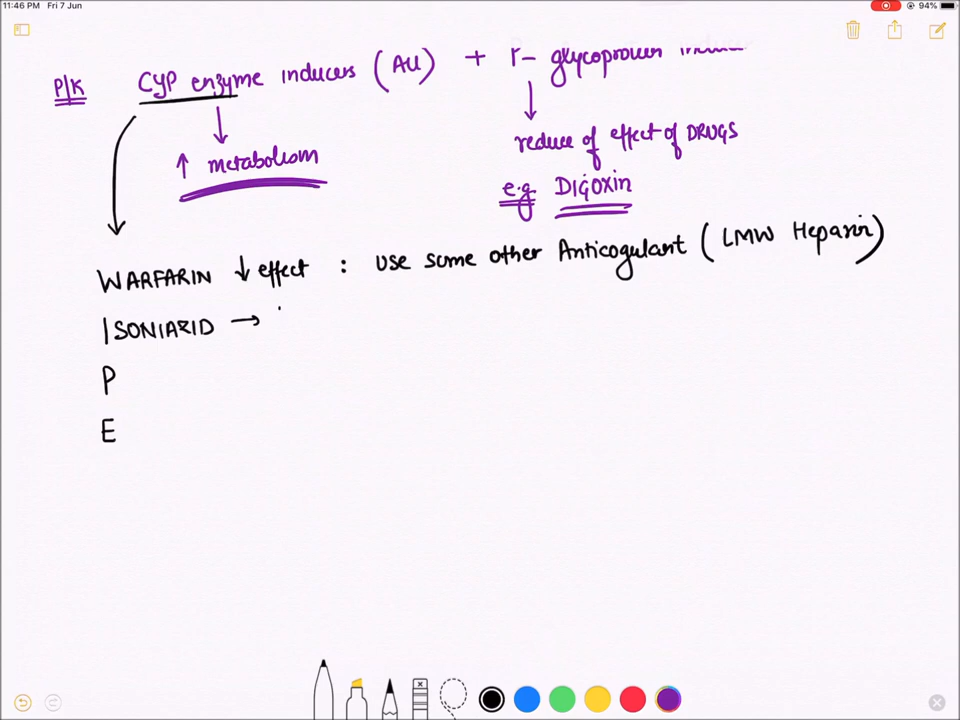 11:46 PM Fri 7 Jun 94%
P/K CYP enzyme inducers (All) + P- glycoprotein
↓ ↓
↑ metabolism reduce of effect of DRUGS
e.g DIGOXIN
WARFARIN ↓ effect : use some other Anticogulant (LMW Heparin)
ISONIAZID →
P
E